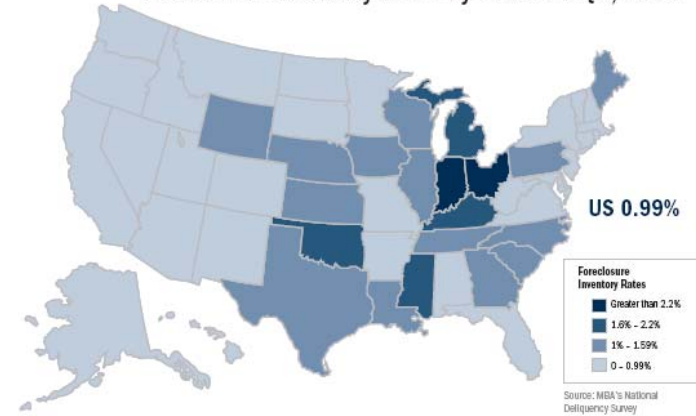 US 0.99%
Foreclosure
Inventory Rates
Greater than 2.2%
1.6% - 2.2%
1% - 1.59%
0 - 0.99%
Source: MBA's National
Deliquency Survey